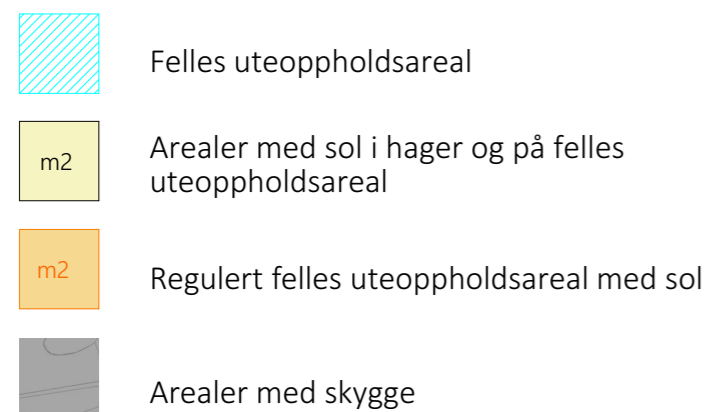 Felles uteoppholdsareal
m2
Arealer med sol i hager og på felles
uteoppholdsareal
m2
Regulert felles uteoppholdsareal med sol
Arealer med skygge